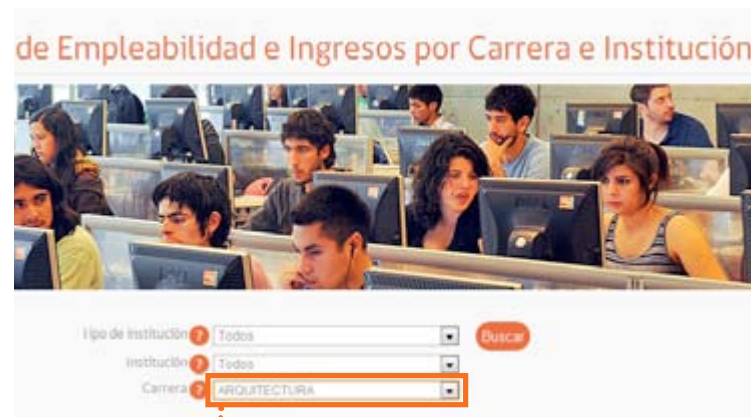 de Empleabilidad e Ingresos por Carrera e Institución
Tipo de Institución ? Todos Buscar
Institución ? Todos
Carrera ? ARQUITECTURA